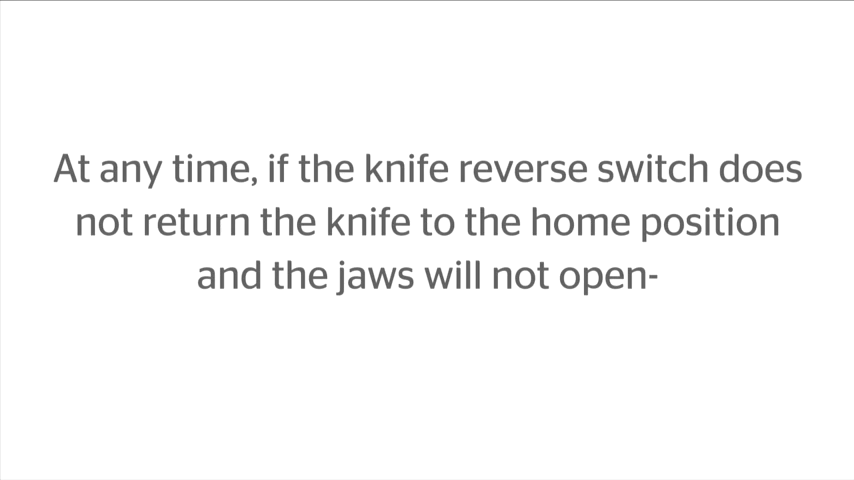 At any time, if the knife reverse switch does
not return the knife to the home position
and the jaws will not open-